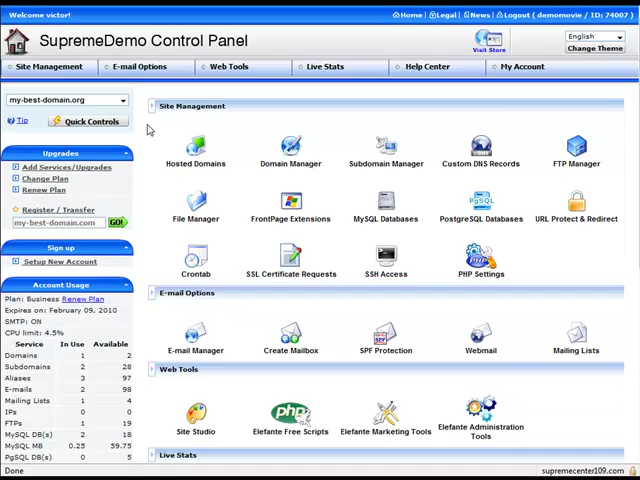 Welcome victor!
Home | Legal | News | Logout ( demomovie / ID: 74007 )
SupremeDemo Control Panel
Visit Store
English
Change Theme
Site Management
E-mail Options
Web Tools
Live Stats
Help Center
My Account
my-best-domain.org
Tip
Quick Controls
Upgrades
Add Services/Upgrades
Change Plan
Renew Plan
Register / Transfer
my-best-domain.com GO!
Sign up
Setup New Account
Account Usage
Plan: Business Renew Plan
Expires on: February 09, 2010
SMTP: ON
CPU limit: 4.5%
Service In Use Available
Domains 1 2
Subdomains 2 28
Aliases 3 97
E-mails 2 98
Mailing Lists 1 4
IPs 0 0
FTPs 1 19
MySQL DB(s) 2 18
MySQL MB 0.25 59.75
PgSQL DB(s) 0 5
Site Management
Hosted Domains
Domain Manager
Subdomain Manager
Custom DNS Records
FTP Manager
File Manager
FrontPage Extensions
MySQL Databases
PostgreSQL Databases
URL Protect & Redirect
Crontab
SSL Certificate Requests
SSH Access
PHP Settings
E-mail Options
E-mail Manager
Create Mailbox
SPF Protection
Webmail
Mailing Lists
Web Tools
Site Studio
Elefante Free Scripts
Elefante Marketing Tools
Elefante Administration
Tools
Live Stats
Done
supremecenter109.com